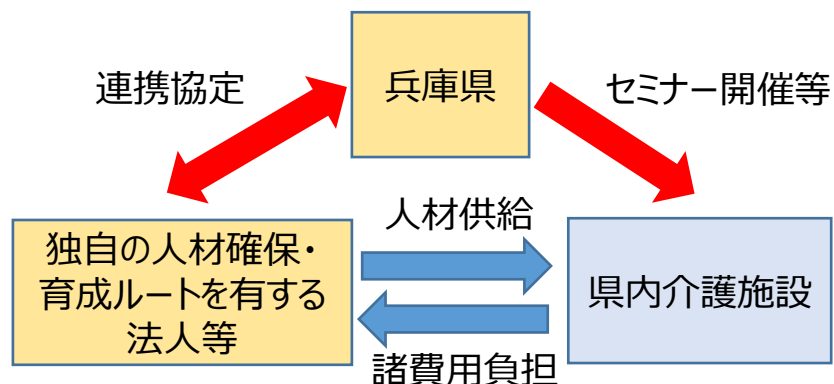 連携協定
兵庫県
セミナー開催等
人材供給
独自の人材確保・
育成ルートを有する
法人等
県内介護施設
諸費用負担